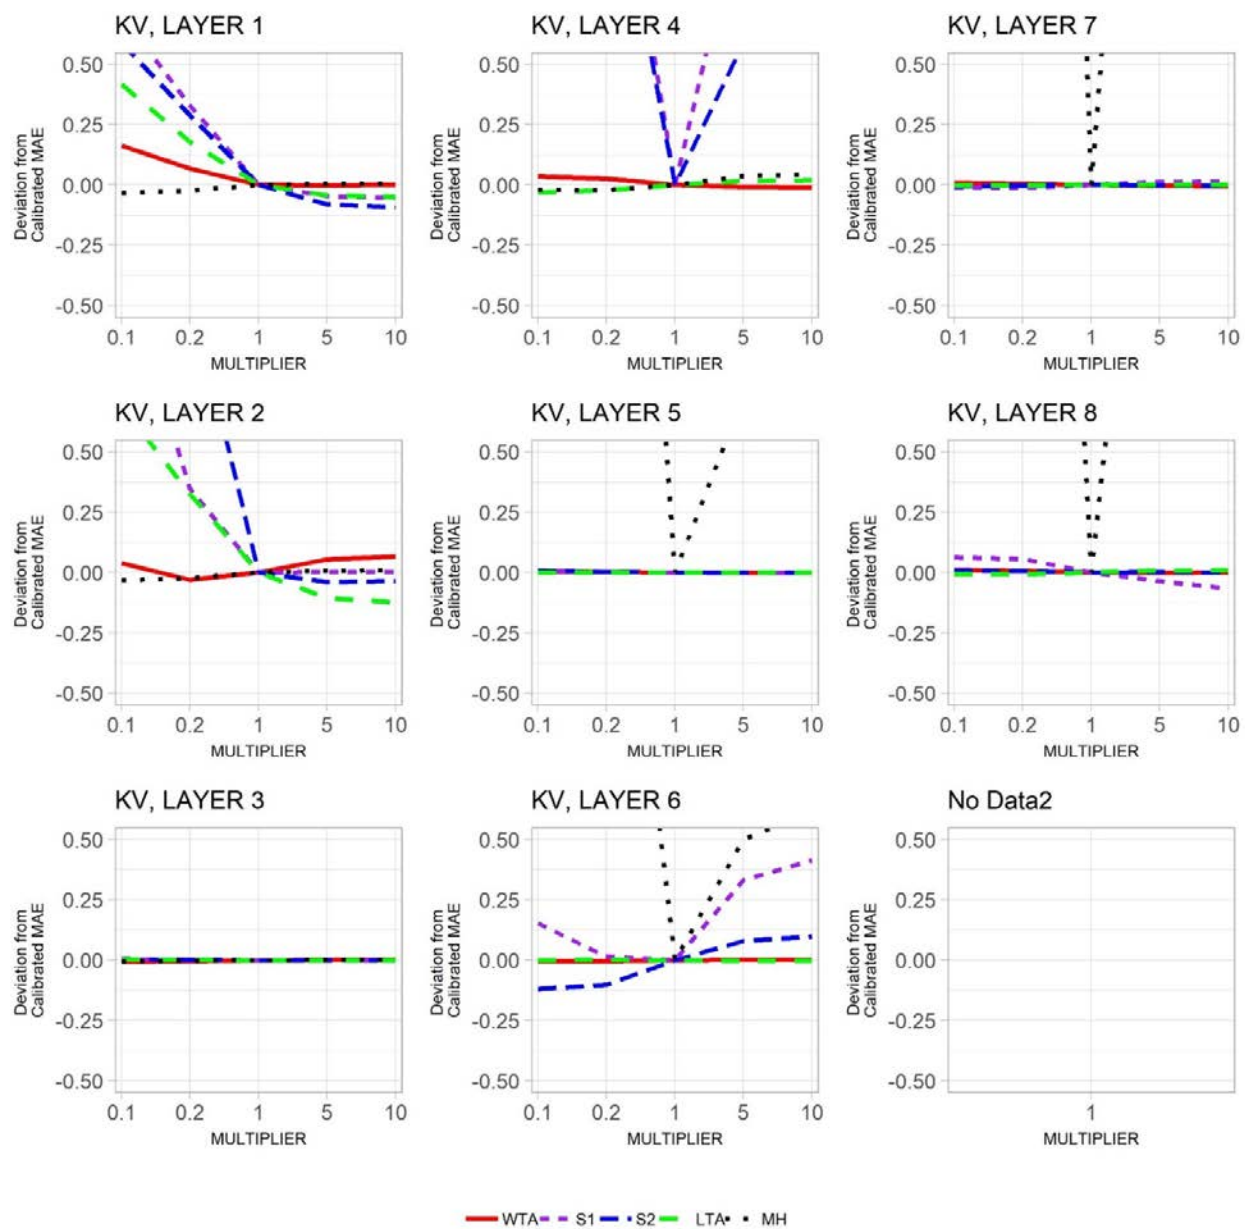 KV, LAYER 1
KV, LAYER 4
KV, LAYER 7
0.50
0.25
0.00
-0.25
-0.50
Deviation from
Calibrated MAE
0.1 0.2 1 5 10
MULTIPLIER
0.50
0.25
0.00
-0.25
-0.50
Deviation from
Calibrated MAE
0.1 0.2 1 5 10
MULTIPLIER
0.50
0.25
0.00
-0.25
-0.50
Deviation from
Calibrated MAE
0.1 0.2 1 5 10
MULTIPLIER
KV, LAYER 2
KV, LAYER 5
KV, LAYER 8
0.50
0.25
0.00
-0.25
-0.50
Deviation from
Calibrated MAE
0.1 0.2 1 5 10
MULTIPLIER
0.50
0.25
0.00
-0.25
-0.50
Deviation from
Calibrated MAE
0.1 0.2 1 5 10
MULTIPLIER
0.50
0.25
0.00
-0.25
-0.50
Deviation from
Calibrated MAE
0.1 0.2 1 5 10
MULTIPLIER
KV, LAYER 3
KV, LAYER 6
No Data2
0.50
0.25
0.00
-0.25
-0.50
Deviation from
Calibrated MAE
0.1 0.2 1 5 10
MULTIPLIER
0.50
0.25
0.00
-0.25
-0.50
Deviation from
Calibrated MAE
0.1 0.2 1 5 10
MULTIPLIER
0.50
0.25
0.00
-0.25
-0.50
Deviation from
Calibrated MAE
1
MULTIPLIER
WTA S1 S2 LTA MH